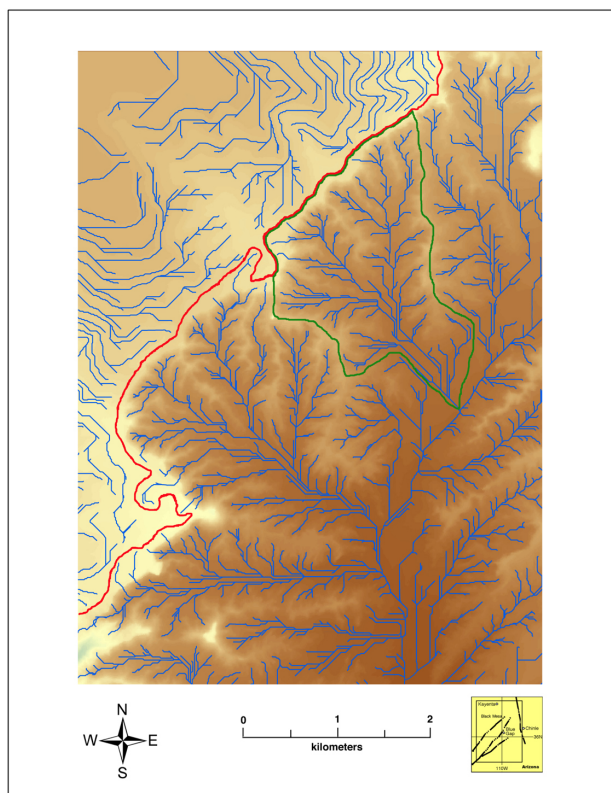 N
W E
S
0 1 2
kilometers
Kayenta
Black Mesa
Blue
Gap
Chinle
36N
110W
Arizona